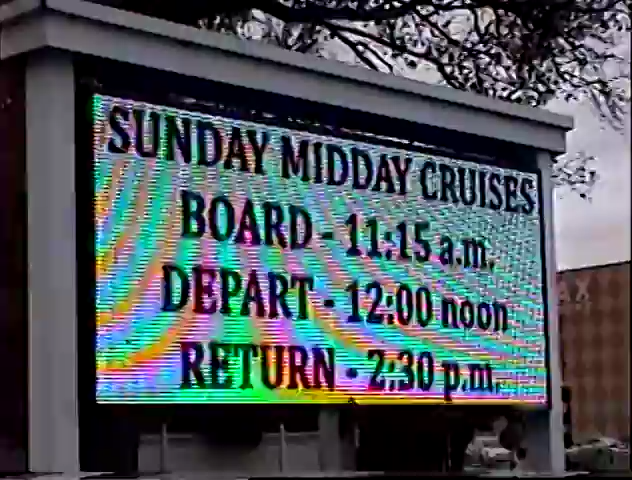 SUNDAY MIDDAY CRUISES
BOARD - 11:15 a.m.
DEPART - 12:00 noon
RETURN - 2:30 p.m.